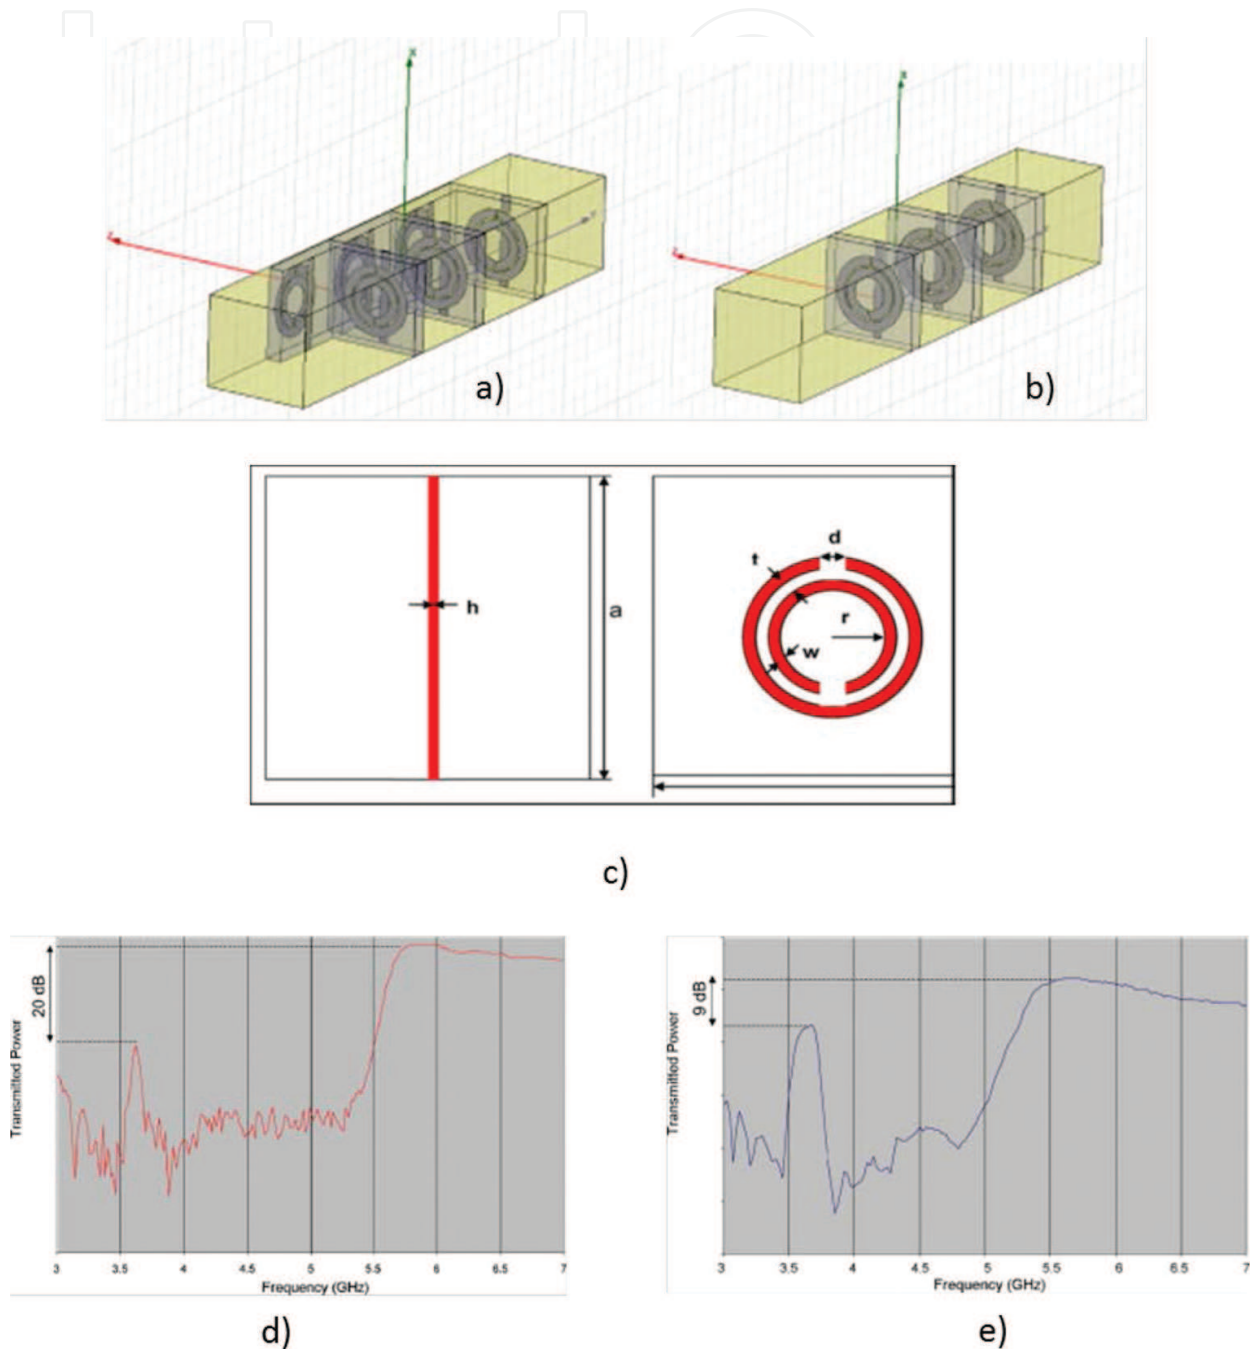 X
Z
Y
a)
X
Z
b)
h
a
t
d
r
w
c)
20 dB
Transmitted Power
3 3.5 4 4.5 5 5.5 6 6.5 7
Frequency (GHz)
d)
9 dB
Transmitted Power
3 3.5 4 4.5 5 5.5 6 6.5 7
Frequency (GHz)
e)